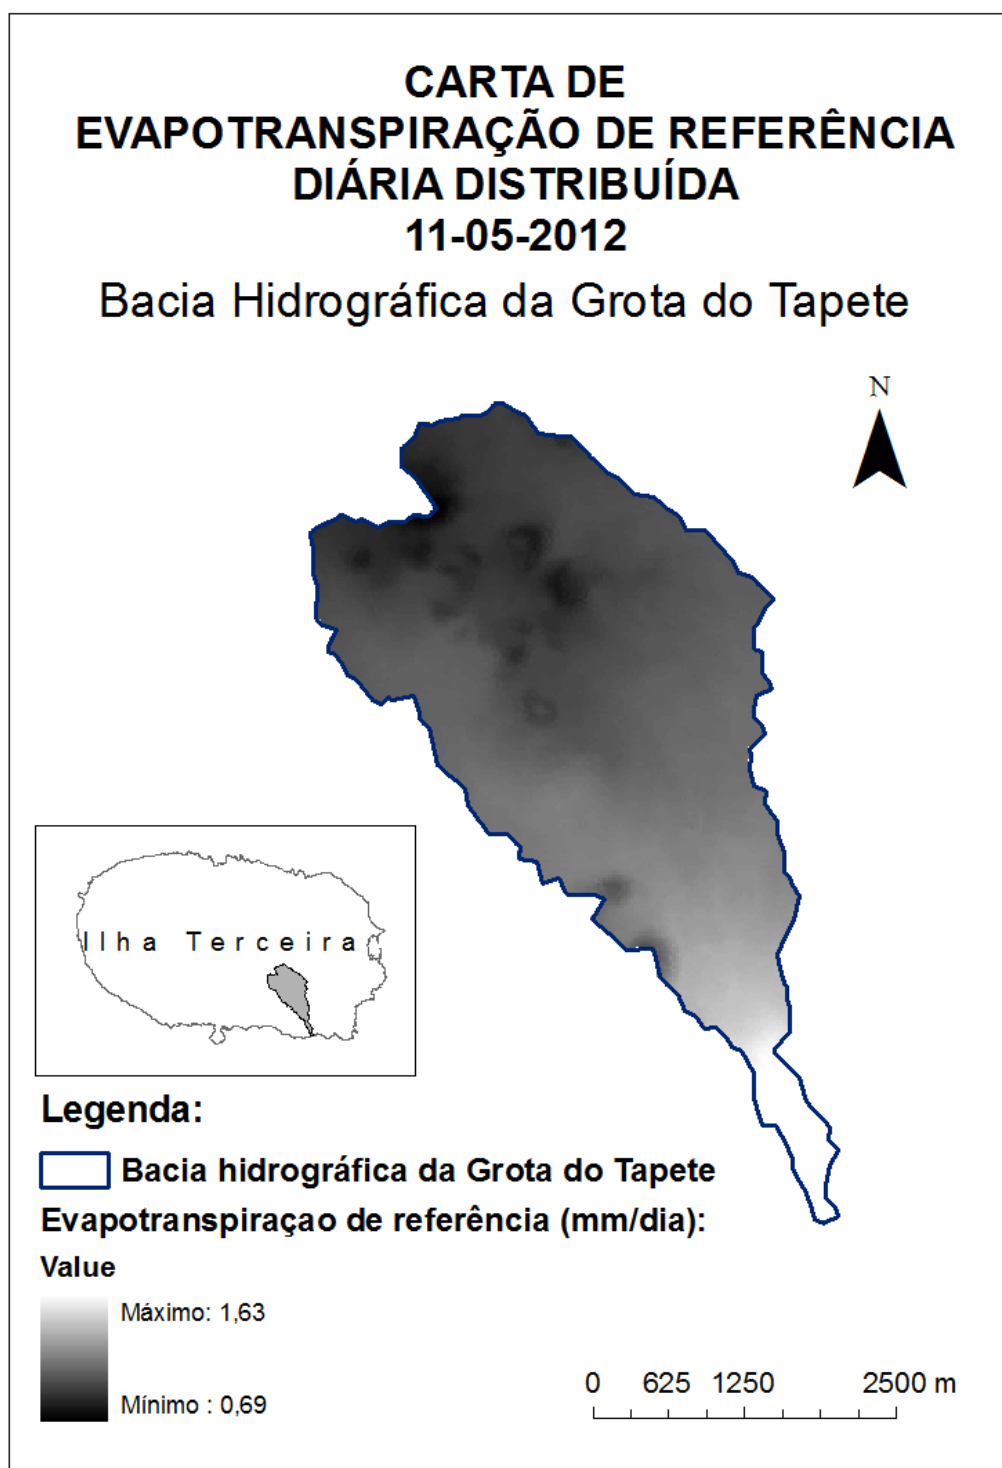 CARTA DE
EVAPOTRANSPIRAÇÃO DE REFERÊNCIA
DIÁRIA DISTRIBUÍDA
11-05-2012
Bacia Hidrográfica da Grota do Tapete
N
Ilha Terceira
Legenda:
Bacia hidrográfica da Grota do Tapete
Evapotranspiraçao de referência (mm/dia):
Value
Máximo: 1,63
Mínimo : 0,69
0 625 1250 2500 m